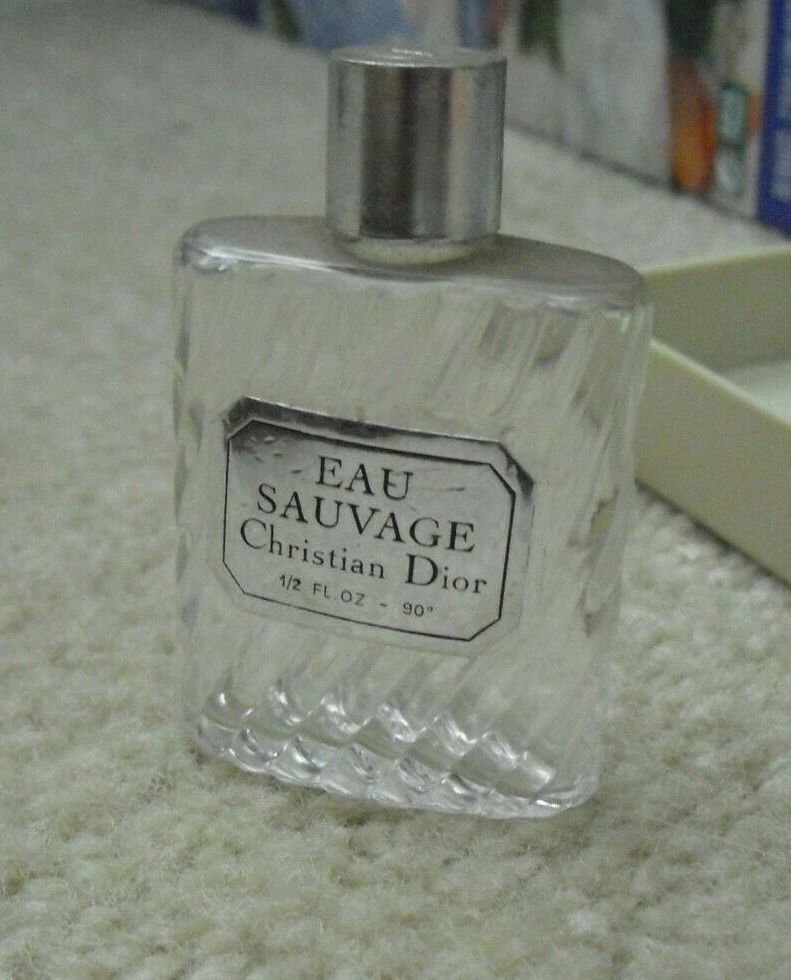 EAU
SAUVAGE
Christian Dior
1/2 FL.OZ - 90°